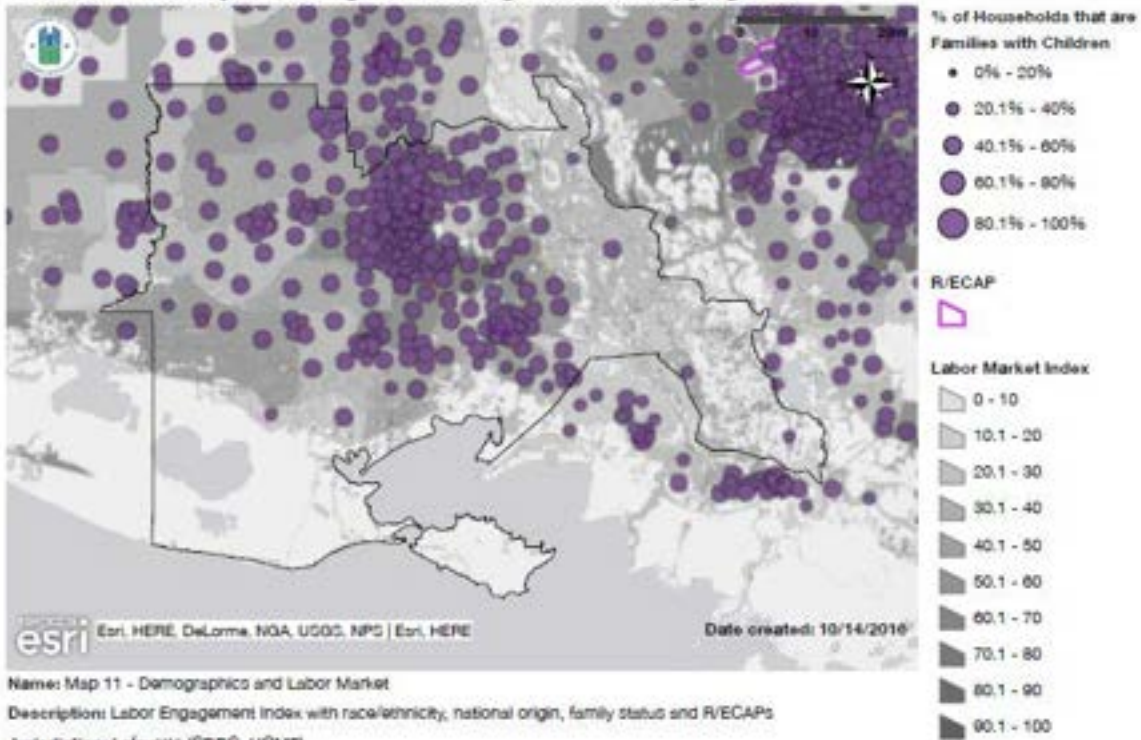 % of Households that are
Families with Children
0% - 20%
20.1% - 40%
40.1% - 60%
60.1% - 80%
80.1% - 100%
R/ECAP
Labor Market Index
0 - 10
10.1 - 20
20.1 - 30
30.1 - 40
40.1 - 50
50.1 - 60
60.1 - 70
70.1 - 80
80.1 - 90
90.1 - 100
esri
Esri, HERE, DeLorme, NGA, USGS, NPS | Esri, HERE
Date created: 10/14/2016
Name: Map 11 - Demographics and Labor Market
Description: Labor Engagement Index with race/ethnicity, national origin, family status and R/ECAPs